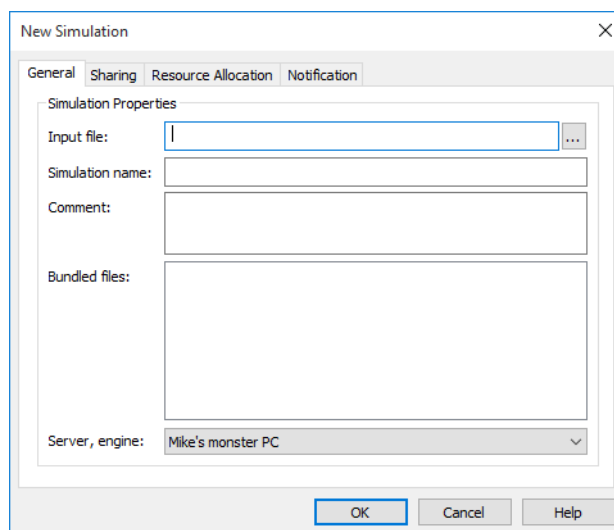 New Simulation
General Sharing Resource Allocation Notification
Simulation Properties
Input file:
...
Simulation name:
Comment:
Bundled files:
Server, engine: Mike's monster PC
OK Cancel Help